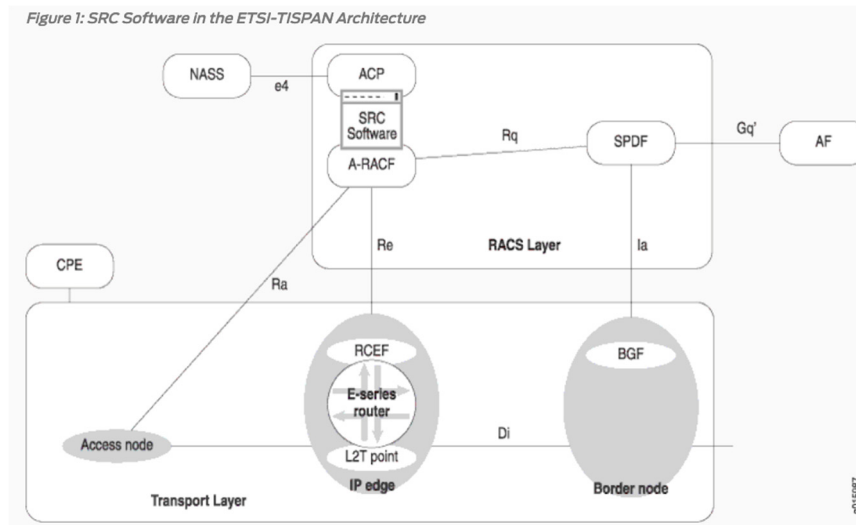 Figure 1: SRC Software in the ETSI-TISPAN Architecture
NASS
e4
ACP
SRC
Software
A-RACF
Rq
SPDF
Gq'
AF
Re
RACS Layer
Ia
CPE
Ra
RCEF
BGF
E-series
router
Access node
Di
L2T point
IP edge
Border node
Transport Layer
g015087